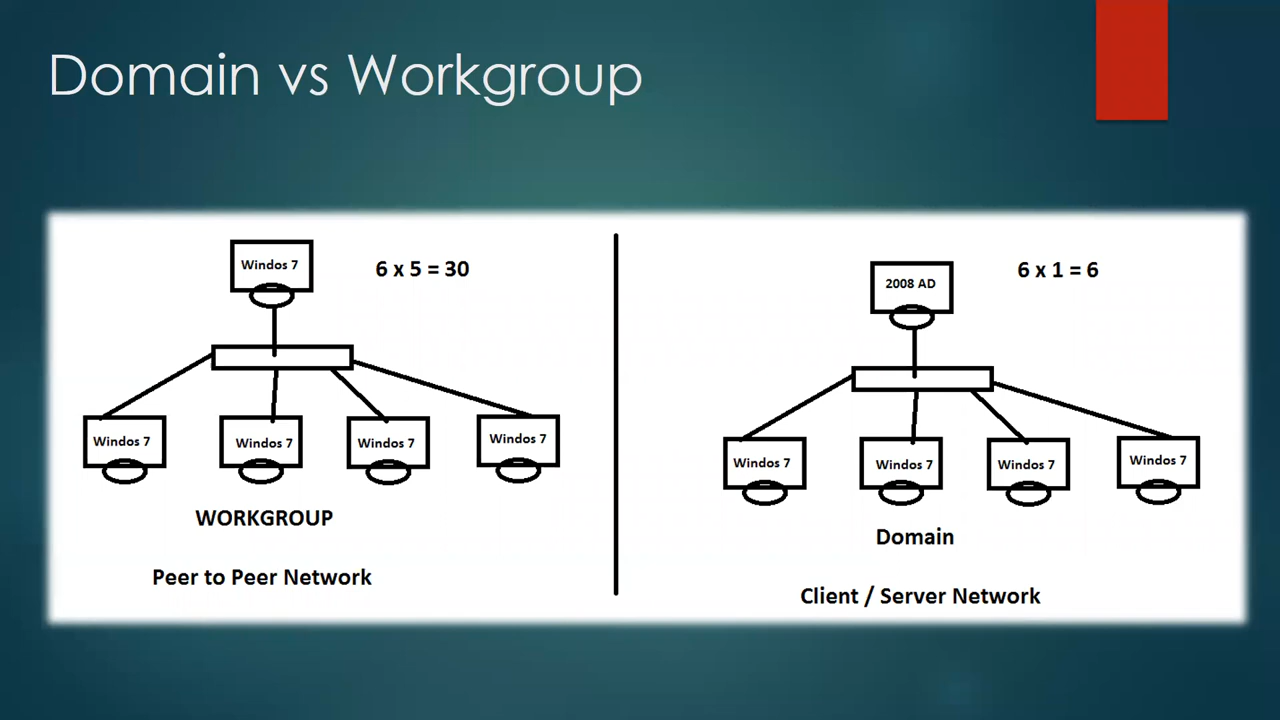 Domain vs Workgroup
Windos 7
6 x 5 = 30
Windos 7
Windos 7
Windos 7
Windos 7
WORKGROUP
Peer to Peer Network
2008 AD
6 x 1 = 6
Windos 7
Windos 7
Windos 7
Windos 7
Domain
Client / Server Network